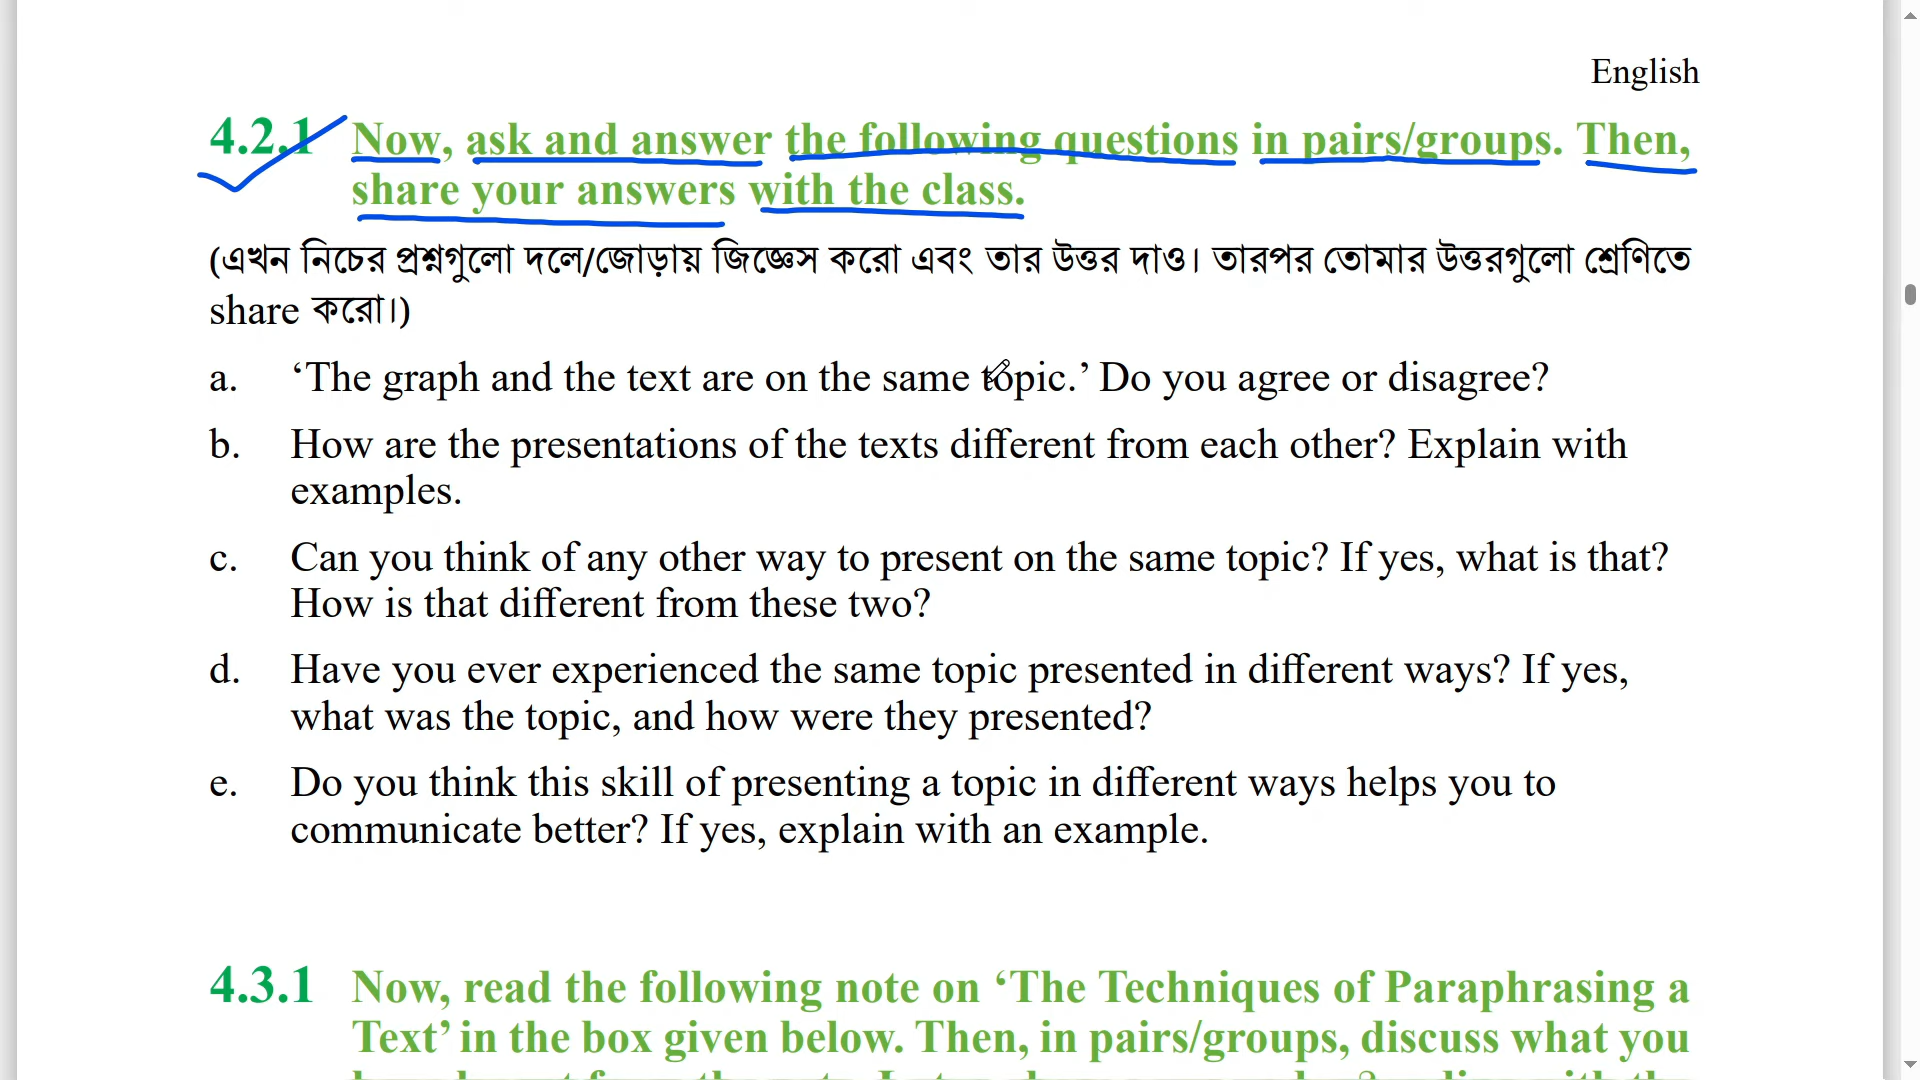 English
4.2.1 Now, ask and answer the following questions in pairs/groups. Then,
share your answers with the class.
(এখন নিচের প্রশ্নগুলো দলে/জোড়ায় জিজ্ঞেস করো এবং তার উত্তর দাও। তারপর তোমার উত্তরগুলো শ্রেণিতে
share করো।)
a. ‘The graph and the text are on the same topic.’ Do you agree or disagree?
b. How are the presentations of the texts different from each other? Explain with
examples.
c. Can you think of any other way to present on the same topic? If yes, what is that?
How is that different from these two?
d. Have you ever experienced the same topic presented in different ways? If yes,
what was the topic, and how were they presented?
e. Do you think this skill of presenting a topic in different ways helps you to
communicate better? If yes, explain with an example.
4.3.1 Now, read the following note on ‘The Techniques of Paraphrasing a
Text’ in the box given below. Then, in pairs/groups, discuss what you